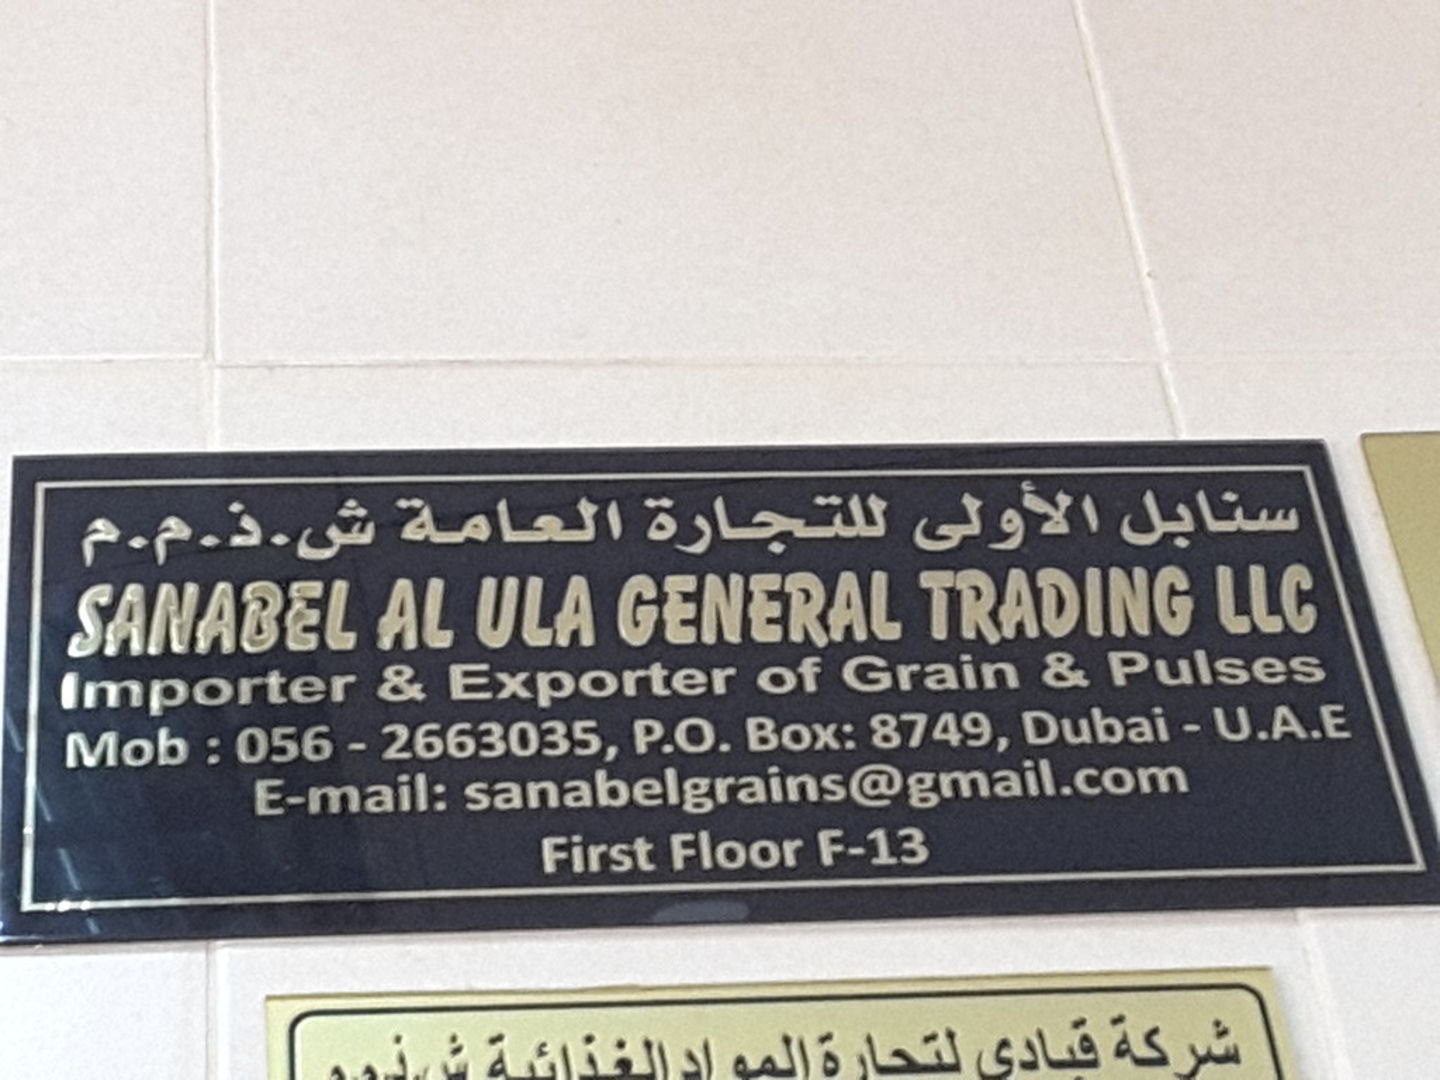 سنابل الأولى للتجارة العامة ش.ذ.م.م
SANABEL AL ULA GENERAL TRADING LLC
Importer & Exporter of Grain & Pulses
Mob : 056 - 2663035, P.O. Box: 8749, Dubai - U.A.E
E-mail: sanabelgrains@gmail.com
First Floor F-13
شركة قبادي لتجارة المواد الغذائية ش.ذ.م.م